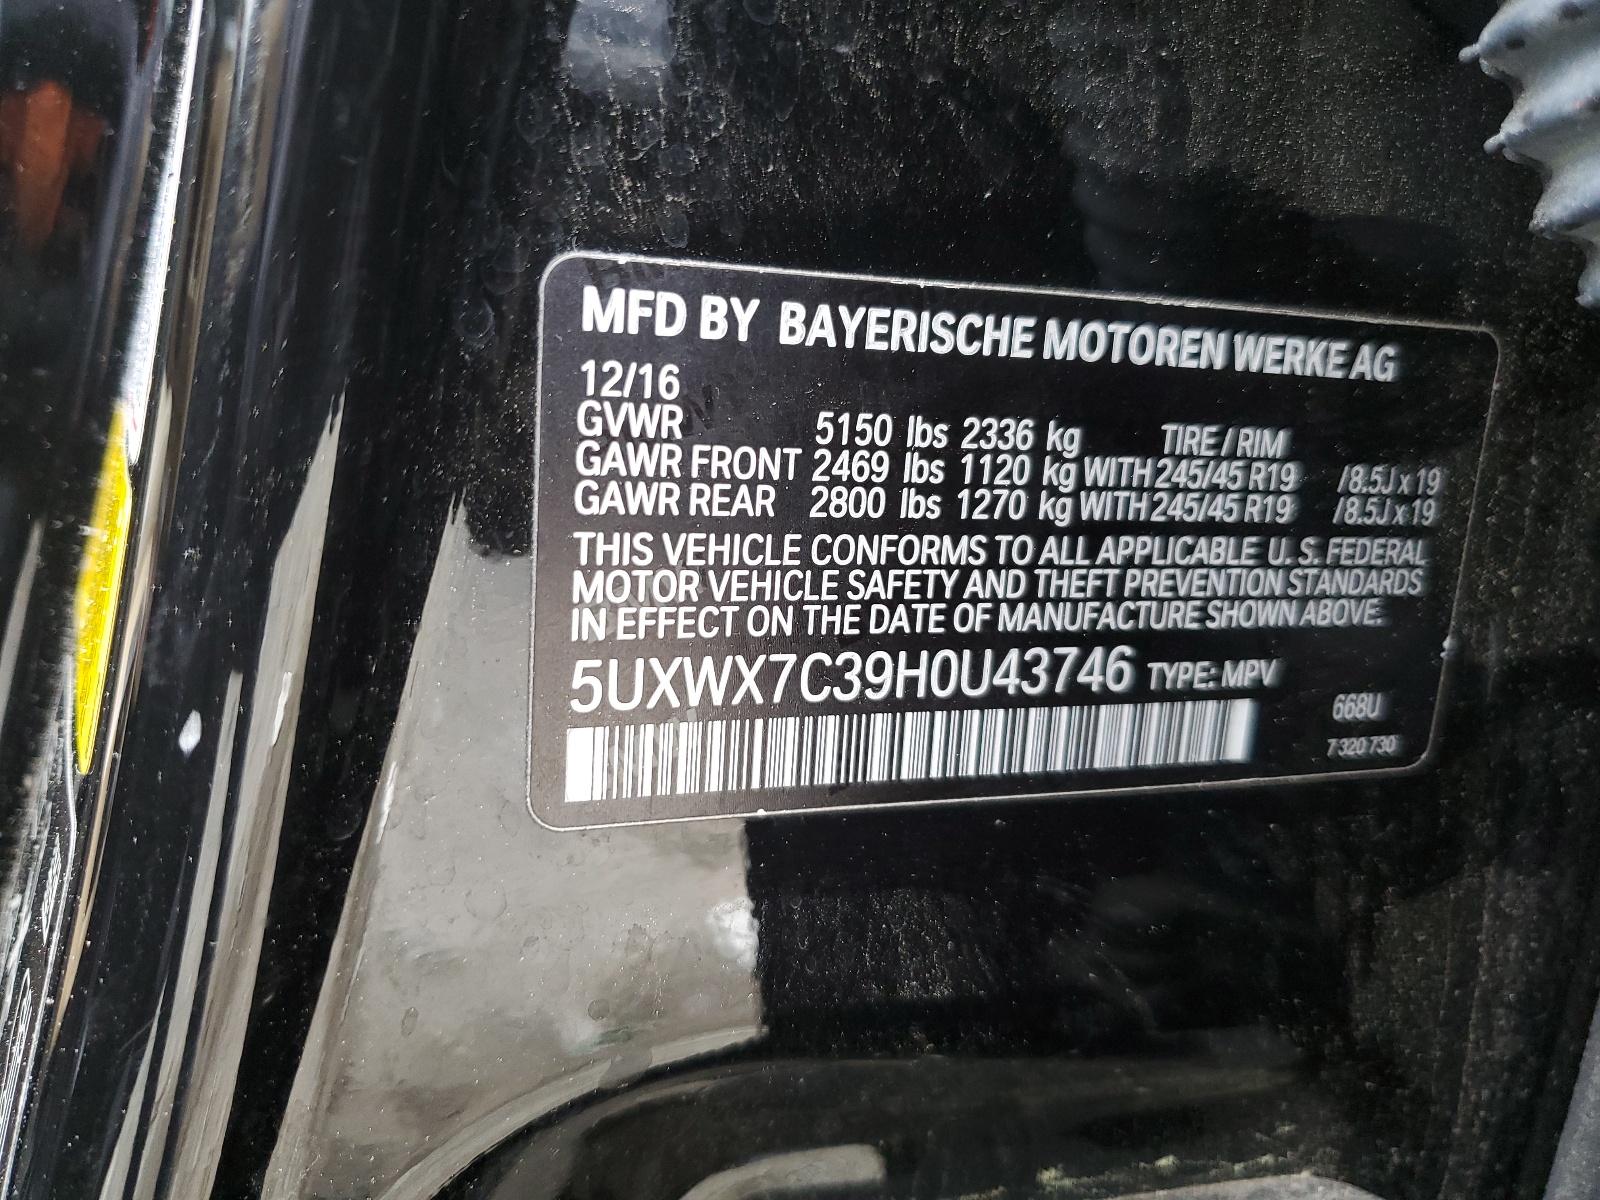 MFD BY BAYERISCHE MOTOREN WERKE AG
12/16
GVWR 5150 lbs 2336 kg TIRE / RIM
GAWR FRONT 2469 lbs 1120 kg WITH 245/45 R19 / 8.5J x 19
GAWR REAR 2800 lbs 1270 kg WITH 245/45 R19 / 8.5J x 19
THIS VEHICLE CONFORMS TO ALL APPLICABLE U. S. FEDERAL
MOTOR VEHICLE SAFETY AND THEFT PREVENTION STANDARDS
IN EFFECT ON THE DATE OF MANUFACTURE SHOWN ABOVE.
5UXWX7C39H0U43746 TYPE: MPV
668U
7 320 730